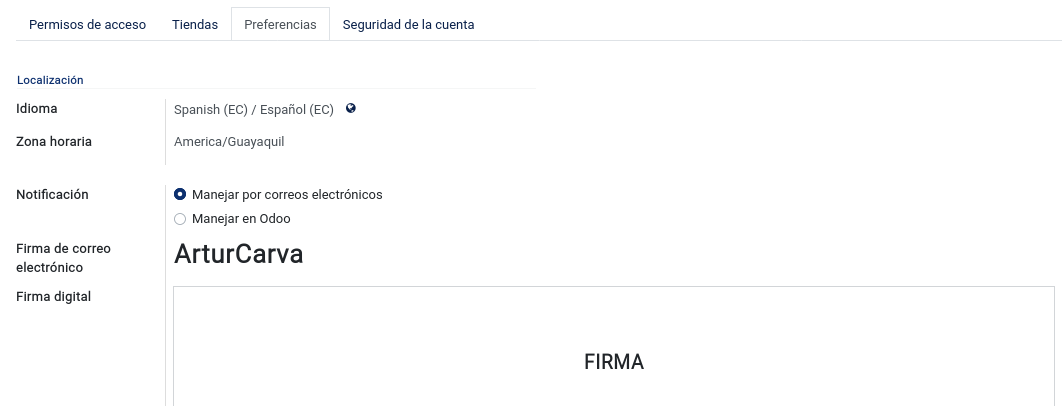 Permisos de acceso Tiendas Preferencias Seguridad de la cuenta
Localización
Idioma Spanish (EC) / Español (EC)
Zona horaria America/Guayaquil
Notificación Manejar por correos electrónicos
Manejar en Odoo
Firma de correo electrónico ArturCarva
Firma digital
FIRMA